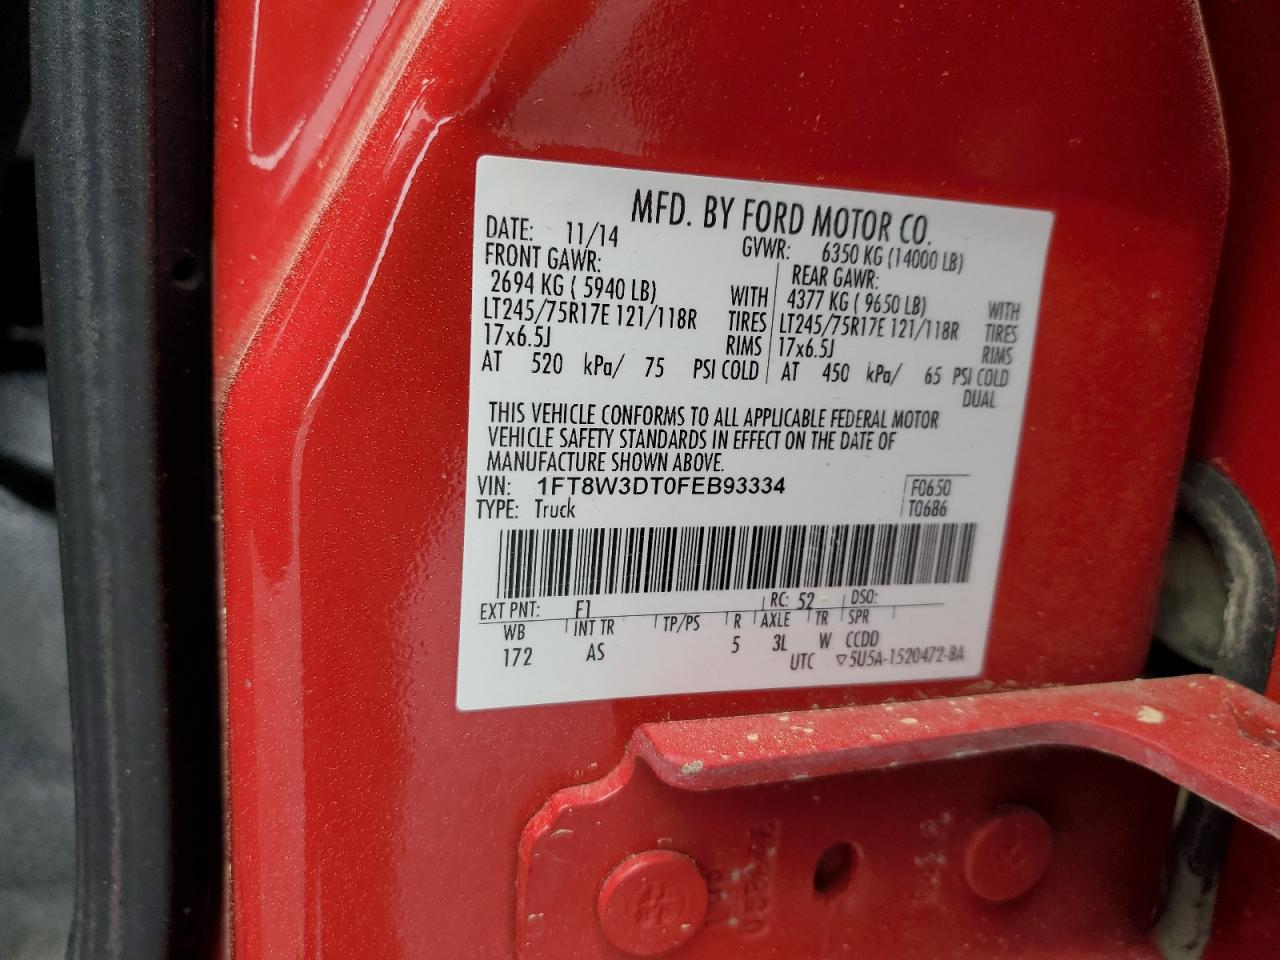 MFD. BY FORD MOTOR CO.
DATE: 11/14 GVWR: 6350 KG (14000 LB)
FRONT GAWR: REAR GAWR:
2694 KG ( 5940 LB) WITH 4377 KG ( 9650 LB) WITH
LT245/75R17E 121/118R TIRES LT245/75R17E 121/118R TIRES
17x6.5J RIMS 17x6.5J RIMS
AT 520 kPa/ 75 PSI COLD AT 450 kPa/ 65 PSI COLD
DUAL
THIS VEHICLE CONFORMS TO ALL APPLICABLE FEDERAL MOTOR
VEHICLE SAFETY STANDARDS IN EFFECT ON THE DATE OF
MANUFACTURE SHOWN ABOVE.
VIN: 1FT8W3DT0FEB93334 F0650
TYPE: Truck T0686
EXT PNT: F1 RC: 52 DSO:
WB INT TR TP/PS R AXLE TR SPR
172 AS 5 3L W CCDD
UTC ▽5U5A-1520472-BA